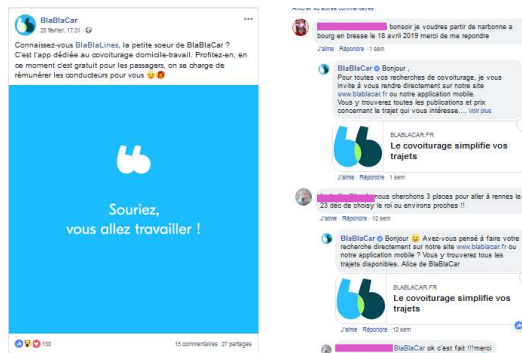 BlaBlaCar
25 février, 17:31
Connaissez-vous BlaBlaLines, la petite soeur de BlaBlaCar ?
C'est l'app dédiée au covoiturage domicile-travail. Profitez-en, en
ce moment c'est gratuit pour les passagers, on se charge de
rémunérer les conducteurs pour vous
Souriez,
vous allez travailler !
100
15 commentaires 27 partages
commentaires
bonsoir je voudres partir de narbonne a
bourg en bresse le 18 avril 2019 merci de me repondre
J'aime · Répondre · 1 sem
BlaBlaCar Bonjour ,
Pour toutes vos recherches de covoiturage, je vous
invite à vous rendre directement sur notre site
www.blablacar.fr ou notre application mobile.
Vous y trouverez toutes les publications et prix
concernant le trajet qui vous intéresse.... Voir plus
BLABLACAR.FR
Le covoiturage simplifie vos
trajets
J'aime · Répondre · 1 sem
nous cherchons 3 places pour aller à rennes le
23 déc de choisy le roi ou environs proches !!
J'aime · Répondre · 12 sem
BlaBlaCar Bonjour Avez-vous pensé à faire votre
recherche directement sur notre site www.blablacar.fr ou
notre application mobile ? Vous y trouverez tous les
trajets disponibles. Alice de BlaBlaCar
BLABLACAR.FR
Le covoiturage simplifie vos
trajets
J'aime · Répondre · 12 sem
BlaBlaCar ok c'est fait !!!merci